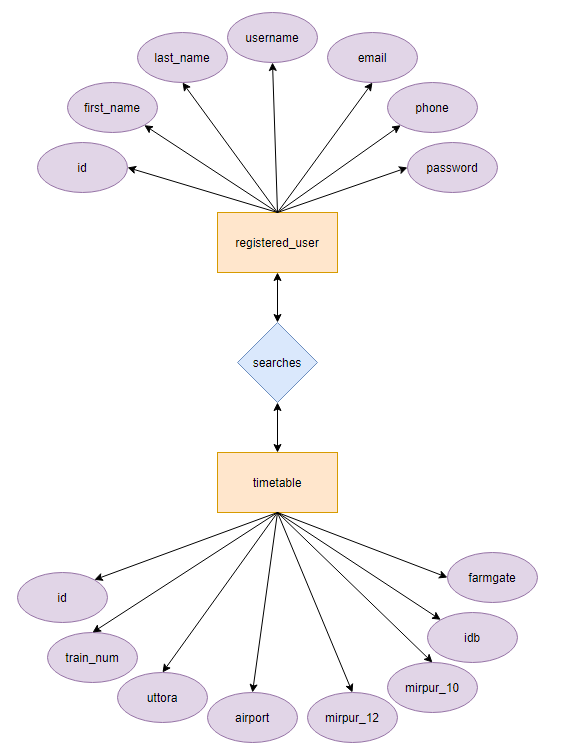 username
last_name
email
first_name
phone
id
password
registered_user
searches
timetable
farmgate
id
idb
train_num
mirpur_10
uttora
airport
mirpur_12